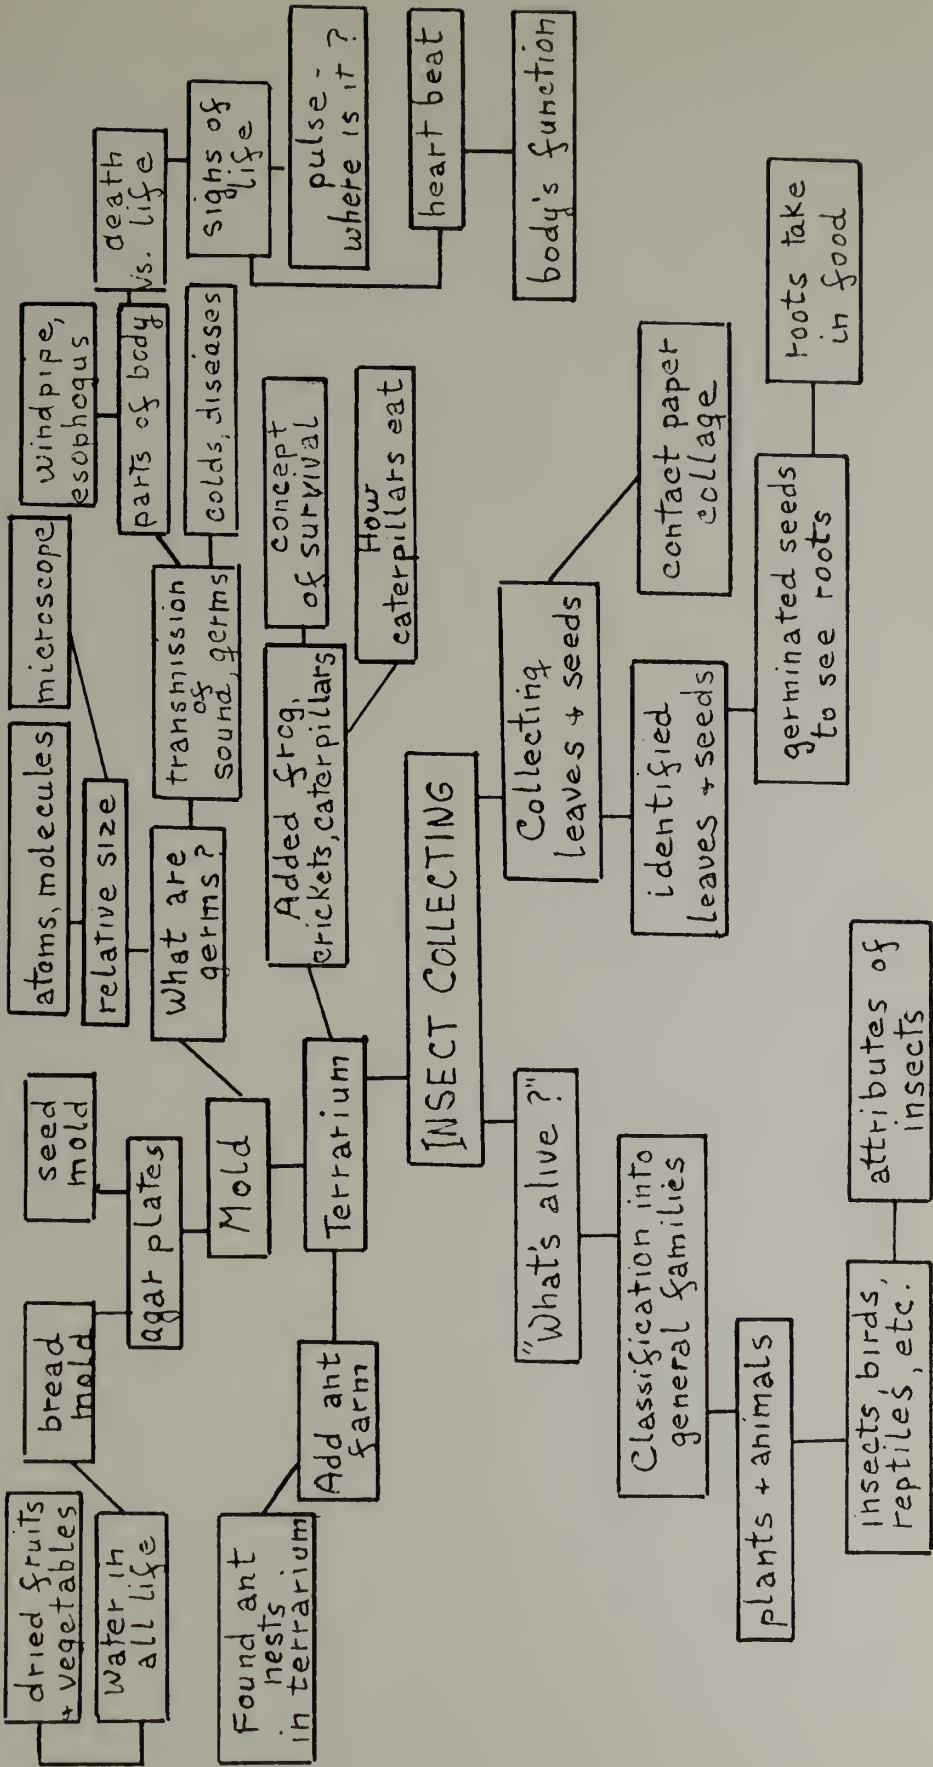 dried fruits
+ vegetables
water in
all life
bread
mold
seed
mold
agar plates
Mold
atoms, molecules
microscope
relative size
What are
germs?
transmission
of
sound, germs
windpipe,
esophogus
parts of body
colds, diseases
death
vs. life
signs of
life
pulse -
where is it?
heart beat
body's function
Found ant
nests
in terrarium
Add ant
farm
Terrarium
Added frog,
crickets, caterpillars
concept
of survival
How
caterpillars eat
INSECT COLLECTING
"What's alive?"
Classification into
general families
plants + animals
insects, birds,
reptiles, etc.
attributes of
insects
Collecting
leaves + seeds
contact paper
collage
identified
leaves + seeds
germinated seeds
to see roots
roots take
in food